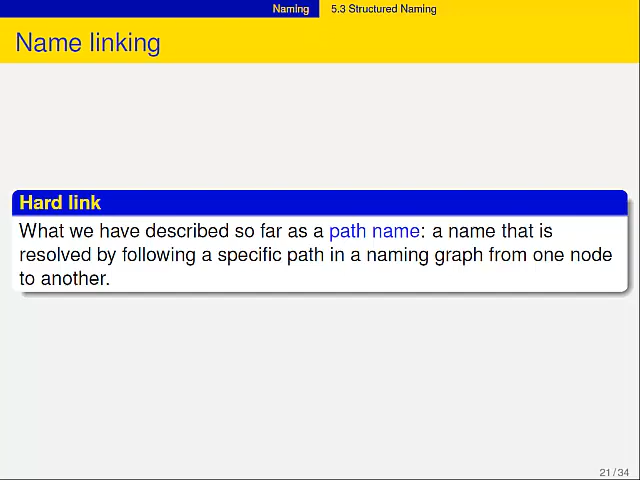 Naming 5.3 Structured Naming
Name linking
Hard link
What we have described so far as a path name: a name that is
resolved by following a specific path in a naming graph from one node
to another.
21 / 34